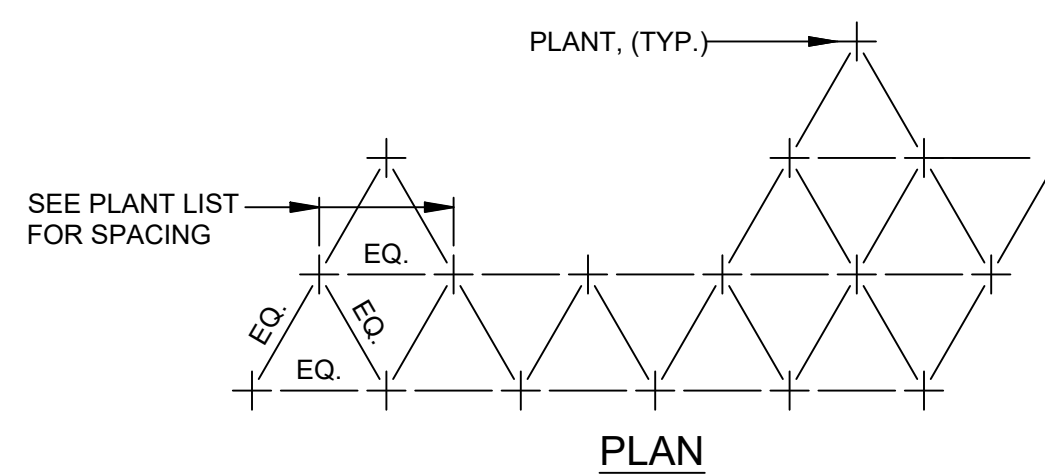 PLANT, (TYP.)
SEE PLANT LIST
FOR SPACING
EQ.
EQ.
EQ.
EQ.
PLAN